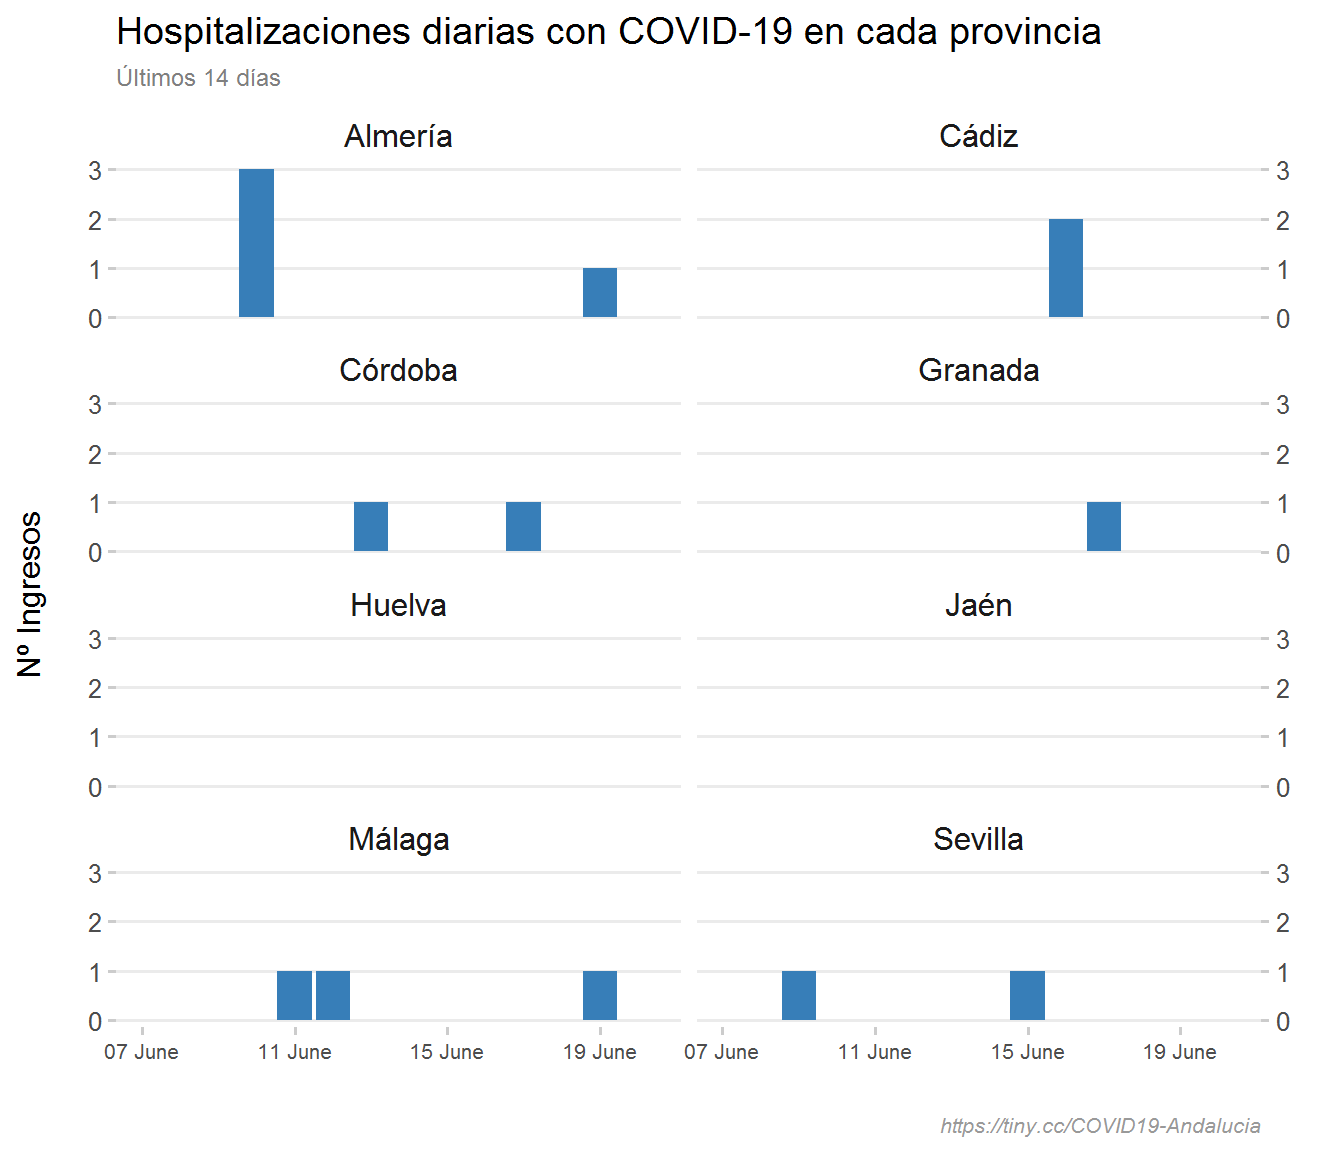 Hospitalizaciones diarias con COVID-19 en cada provincia
Últimos 14 días
Almería
Cádiz
3
2
1
0
3
2
1
0
Córdoba
Granada
3
2
1
0
3
2
1
0
Nº Ingresos
Huelva
Jaén
3
2
1
0
3
2
1
0
Málaga
Sevilla
3
2
1
0
3
2
1
0
07 June 11 June 15 June 19 June 07 June 11 June 15 June 19 June
https://tiny.cc/COVID19-Andalucia